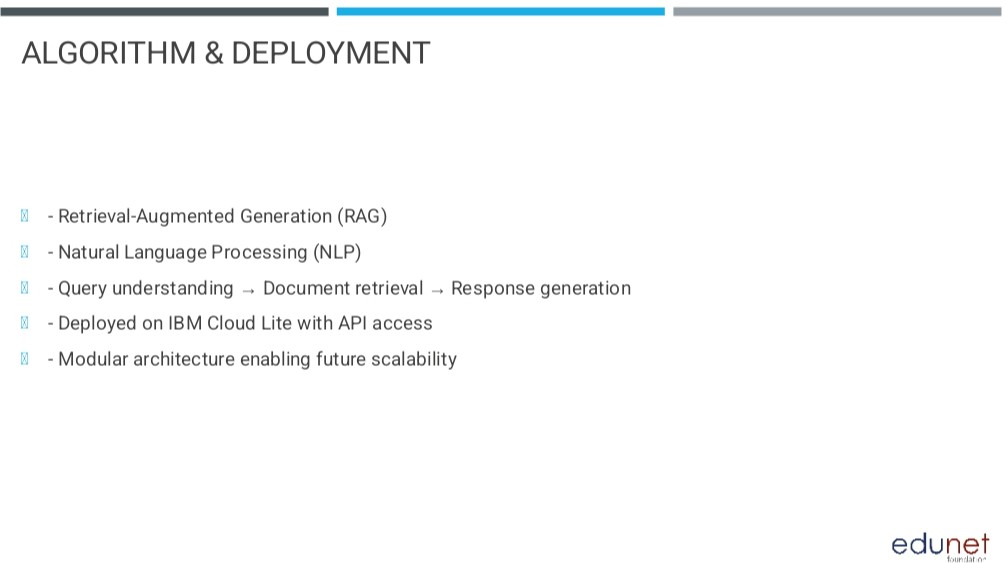 ALGORITHM & DEPLOYMENT
- Retrieval-Augmented Generation (RAG)
- Natural Language Processing (NLP)
- Query understanding → Document retrieval → Response generation
- Deployed on IBM Cloud Lite with API access
- Modular architecture enabling future scalability
edunet
foundation